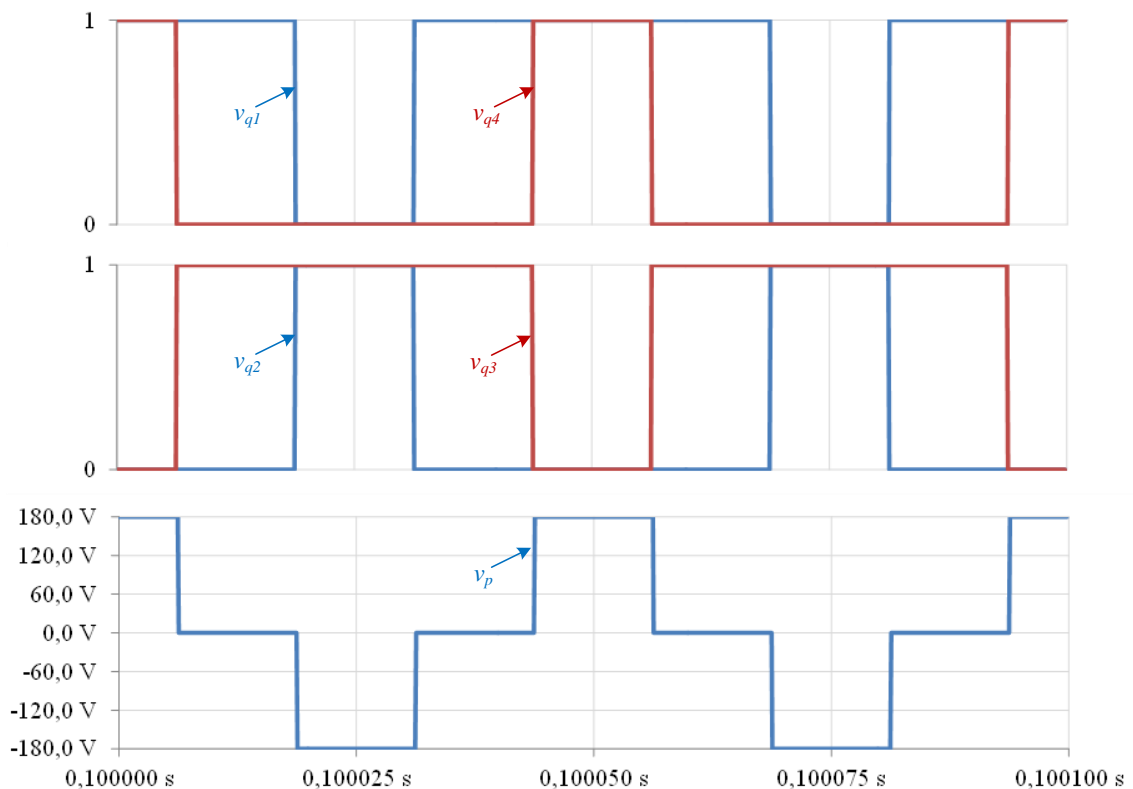 1
v_q1
v_q4
0
1
v_q2
v_q3
0
180,0 V
120,0 V
v_p
60,0 V
0,0 V
-60,0 V
-120,0 V
-180,0 V
0,100000 s
0,100025 s
0,100050 s
0,100075 s
0,100100 s